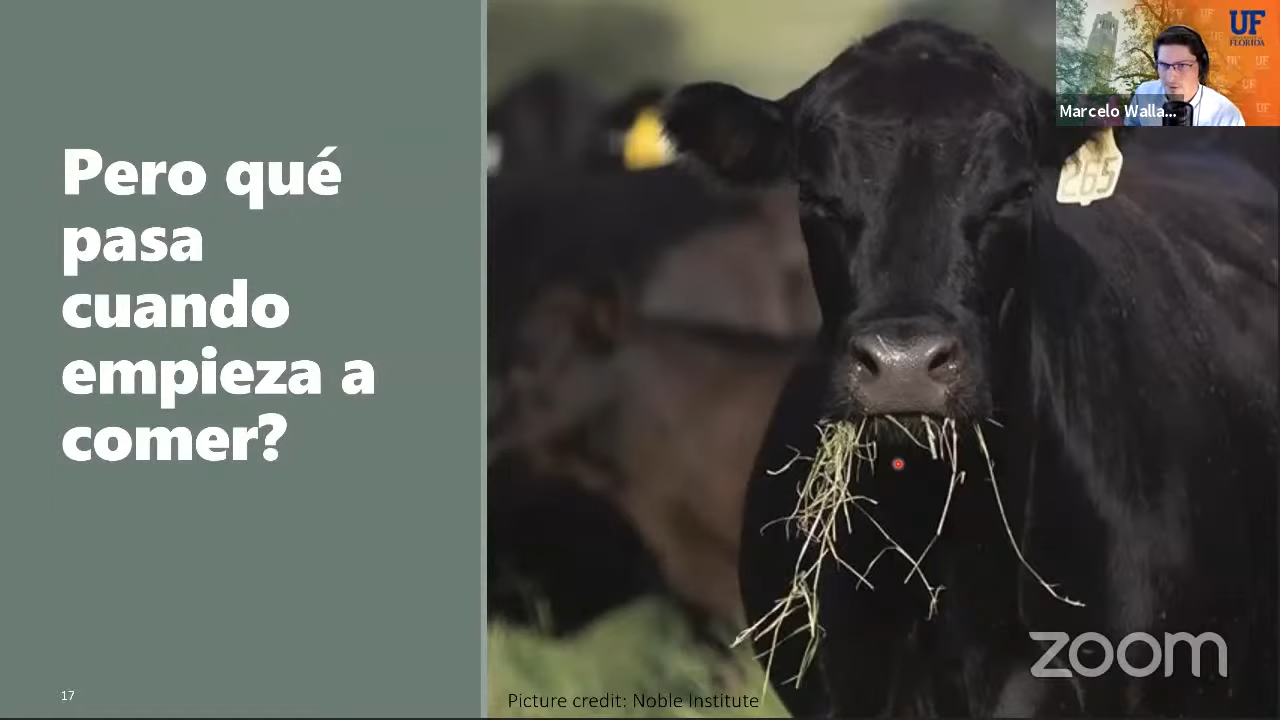 Pero qué
pasa
cuando
empieza a
comer?
UF
FLORIDA
Marcelo Walla...
265
zoom
17
Picture credit: Noble Institute